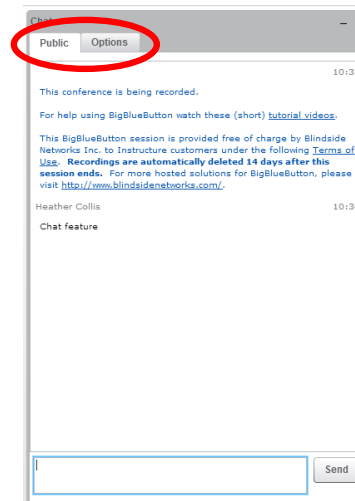 Chat
Public Options
10:3
This conference is being recorded.
For help using BigBlueButton watch these (short) tutorial videos.
This BigBlueButton session is provided free of charge by Blindside
Networks Inc. to Instructure customers under the following Terms of
Use. Recordings are automatically deleted 14 days after this
session ends. For more hosted solutions for BigBlueButton, please
visit http://www.blindsidenetworks.com/.
Heather Collis 10:3
Chat feature
Send